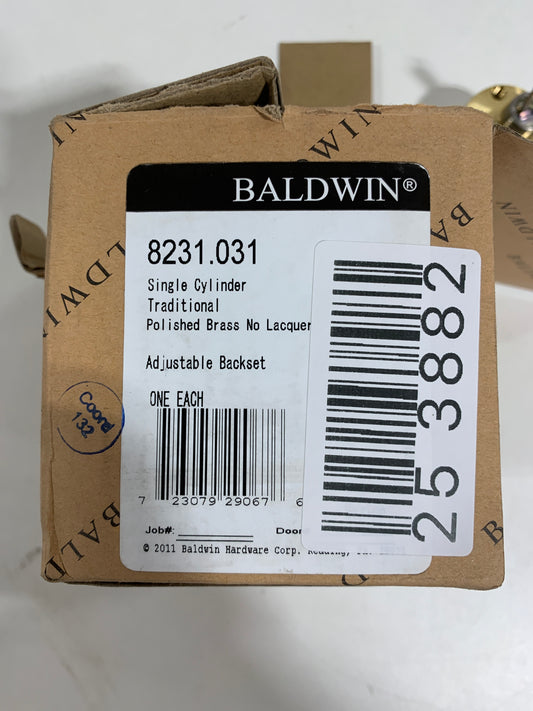 BALDWIN®
8231.031
Single Cylinder
Traditional
Polished Brass No Lacquer
Adjustable Backset
ONE EACH
7 23079 29067 6
Job#: Door
© 2011 Baldwin Hardware Corp. Reading,
25 3882
Coord
132
BALDWIN
BALDWIN
BALDWIN